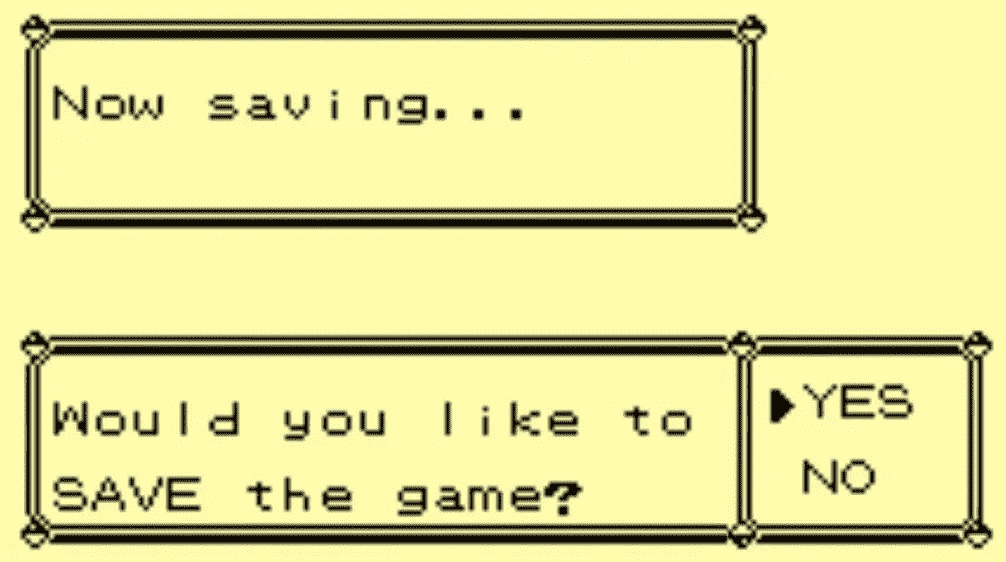 Now saving...
Would you like to
SAVE the game?
▶YES
NO